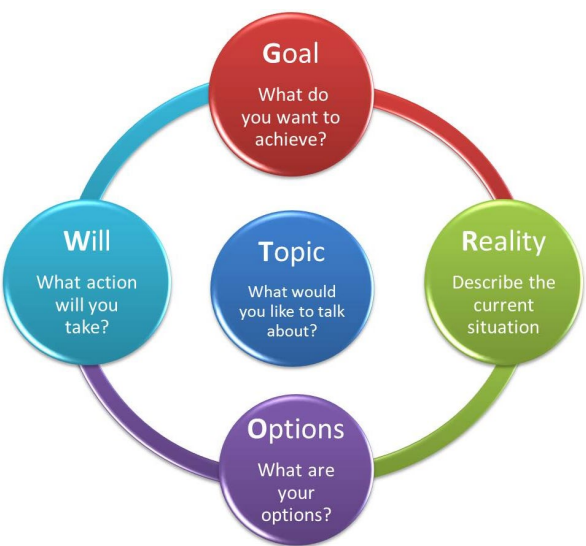 Goal
What do
you want to
achieve?
Will
What action
will you
take?
Topic
What would
you like to talk
about?
Reality
Describe the
current
situation
Options
What are
your
options?